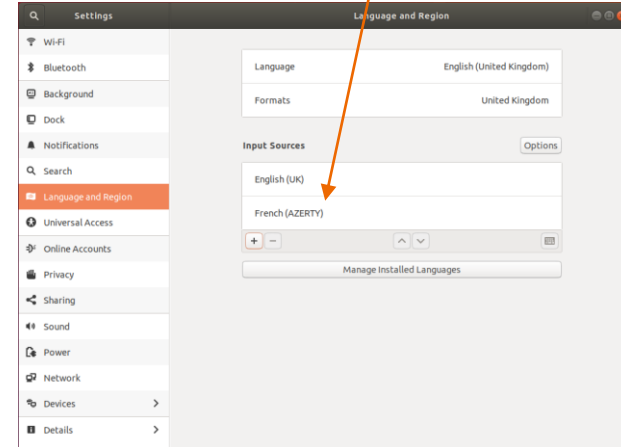 Settings
Language and Region
Wi-Fi
Bluetooth
Background
Dock
Notifications
Search
Language and Region
Universal Access
Online Accounts
Privacy
Sharing
Sound
Power
Network
Devices
Details
Language English (United Kingdom)
Formats United Kingdom
Input Sources Options
English (UK)
French (AZERTY)
Manage Installed Languages